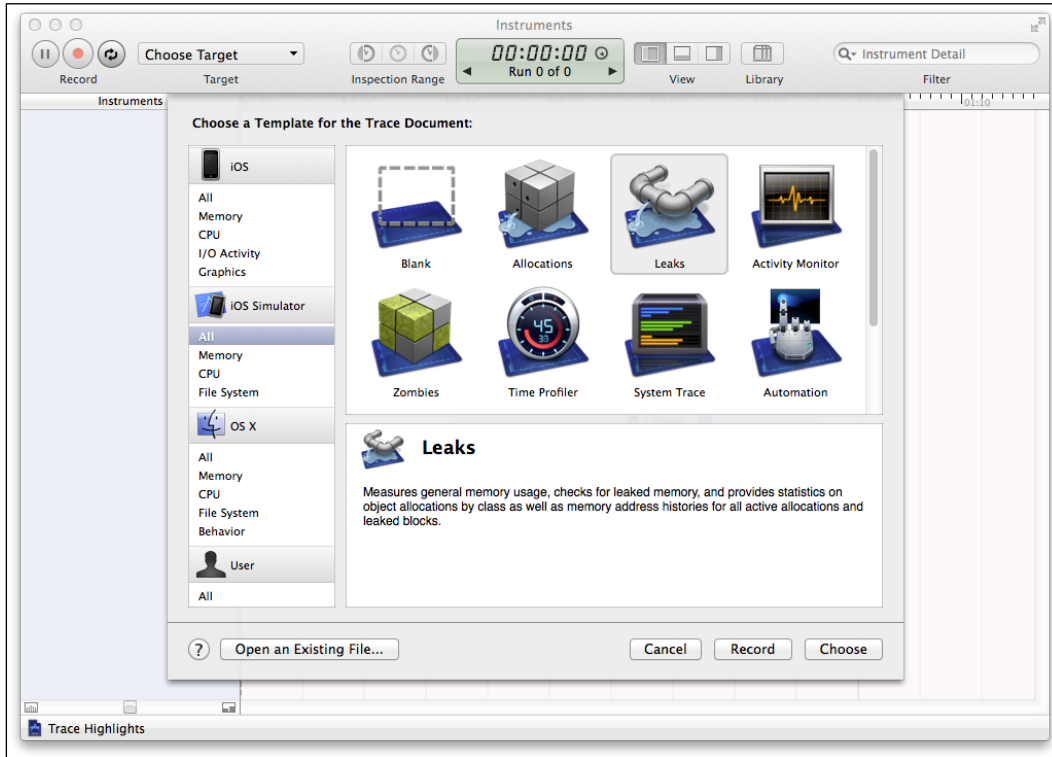 Instruments
Choose Target
00:00:00
Run 0 of 0
Instrument Detail
Record
Target
Inspection Range
View
Library
Filter
Instruments
01:10
Choose a Template for the Trace Document:
iOS
All
Memory
CPU
I/O Activity
Graphics
iOS Simulator
All
Memory
CPU
File System
OS X
All
Memory
CPU
File System
Behavior
User
All
Blank
Allocations
Leaks
Activity Monitor
45
30
Zombies
Time Profiler
System Trace
Automation
Leaks
Measures general memory usage, checks for leaked memory, and provides statistics on
object allocations by class as well as memory address histories for all active allocations and
leaked blocks.
?
Open an Existing File...
Cancel
Record
Choose
Trace Highlights